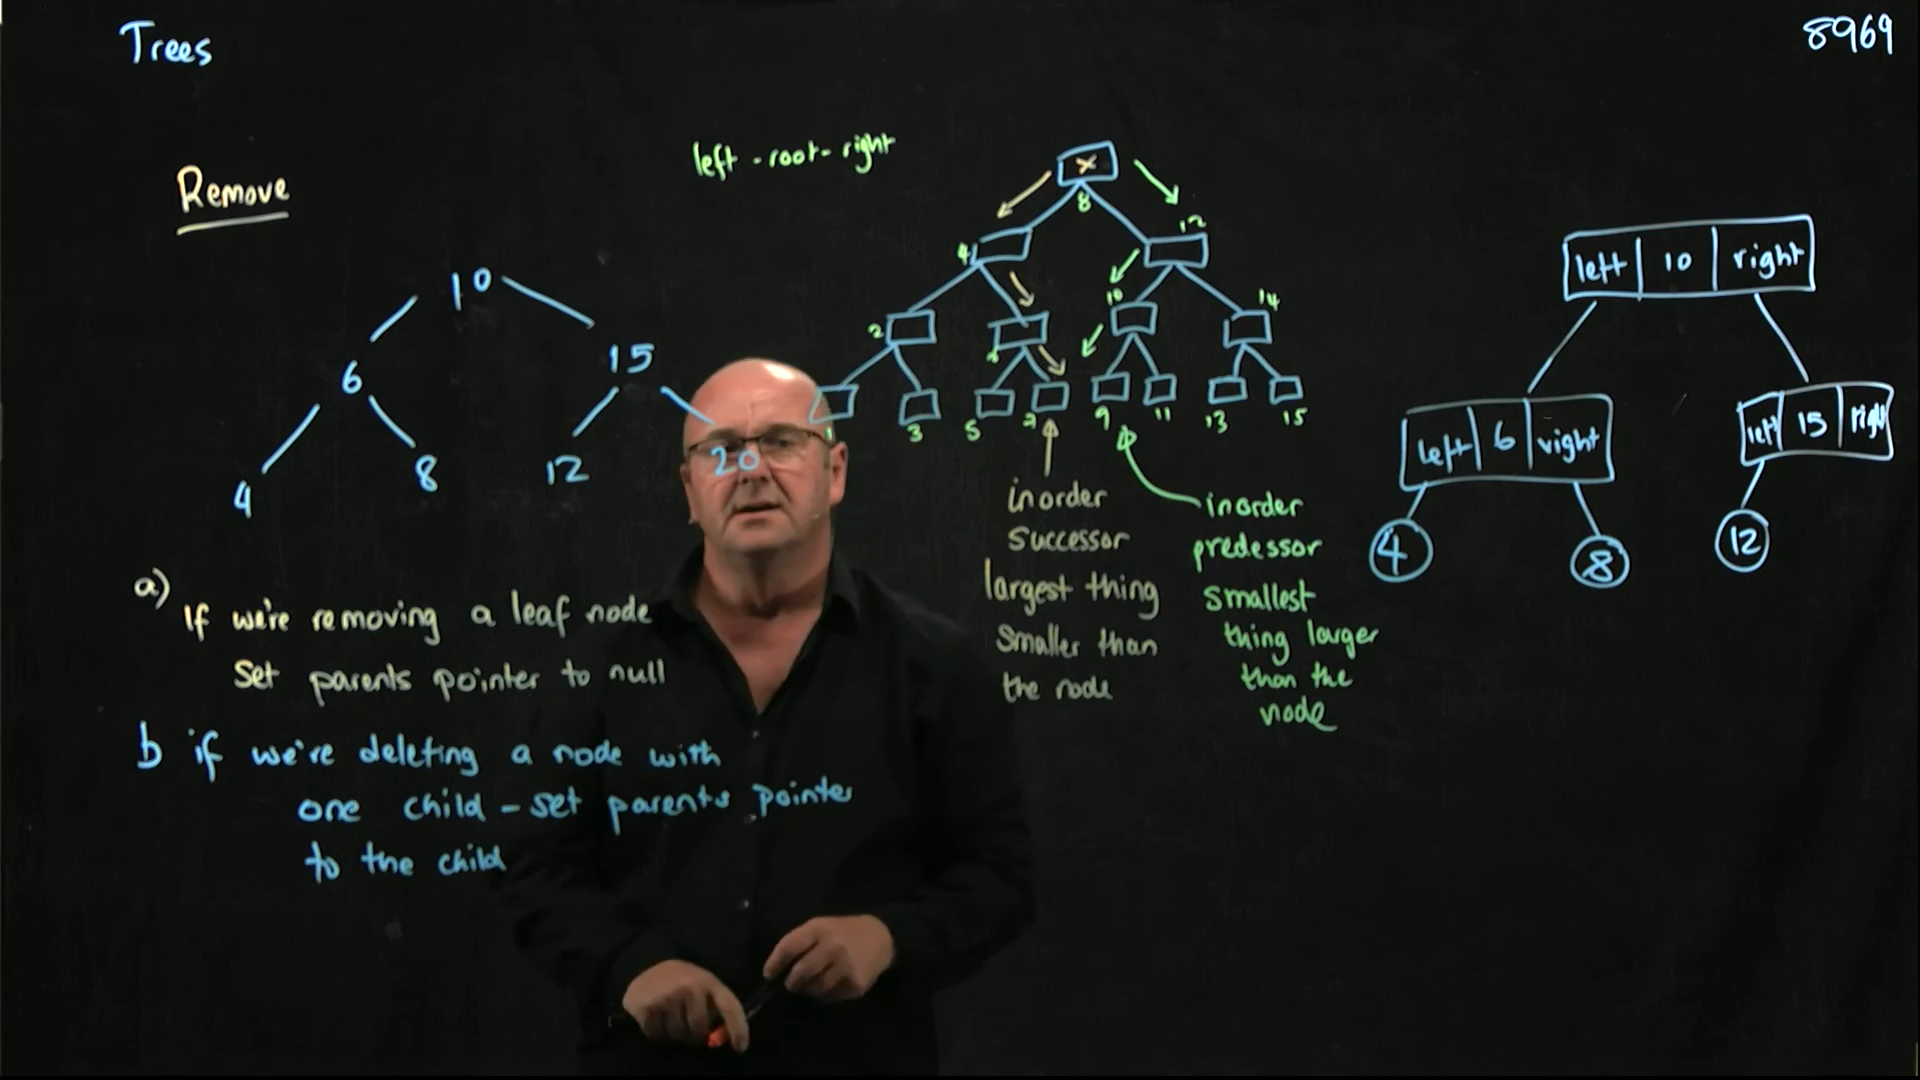 Trees
8969
Remove
left - root - right
10
6
15
4
8
12
20
x
8
4
12
2
10
14
1
3
5
9
11
13
15
left 10 right
left 6 right
left 15 right
4
8
12
inorder
successor
largest thing
smaller than
the node
inorder
predessor
smallest
thing larger
than the
node
a)
If we're removing a leaf node
set parents pointer to null
b if we're deleting a node with
one child - set parents pointer
to the child